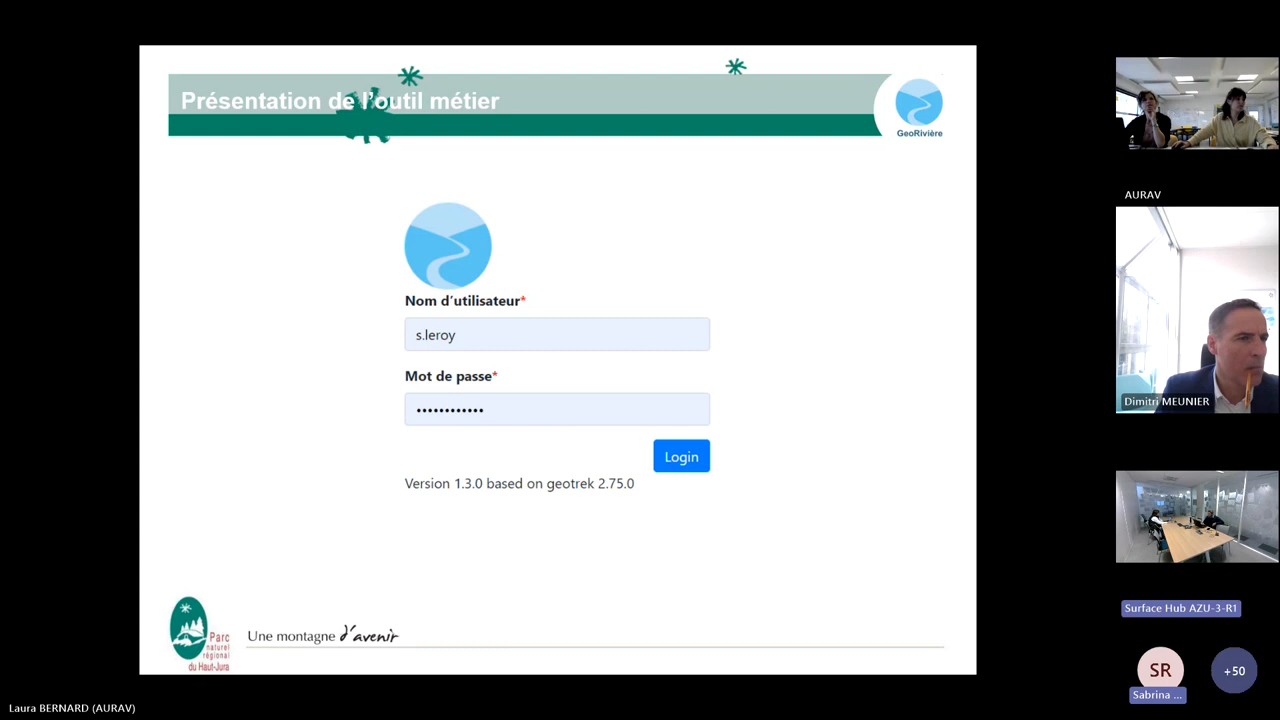 Présentation de l'outil métier
GeoRivière
Nom d'utilisateur*
s.leroy
Mot de passe*
••••••••••••
Login
Version 1.3.0 based on geotrek 2.75.0
Parc
naturel
régional
du Haut-Jura
Une montagne d'avenir
AURAV
Dimitri MEUNIER
Surface Hub AZU-3-R1
SR
+50
Sabrina ...
Laura BERNARD (AURAV)